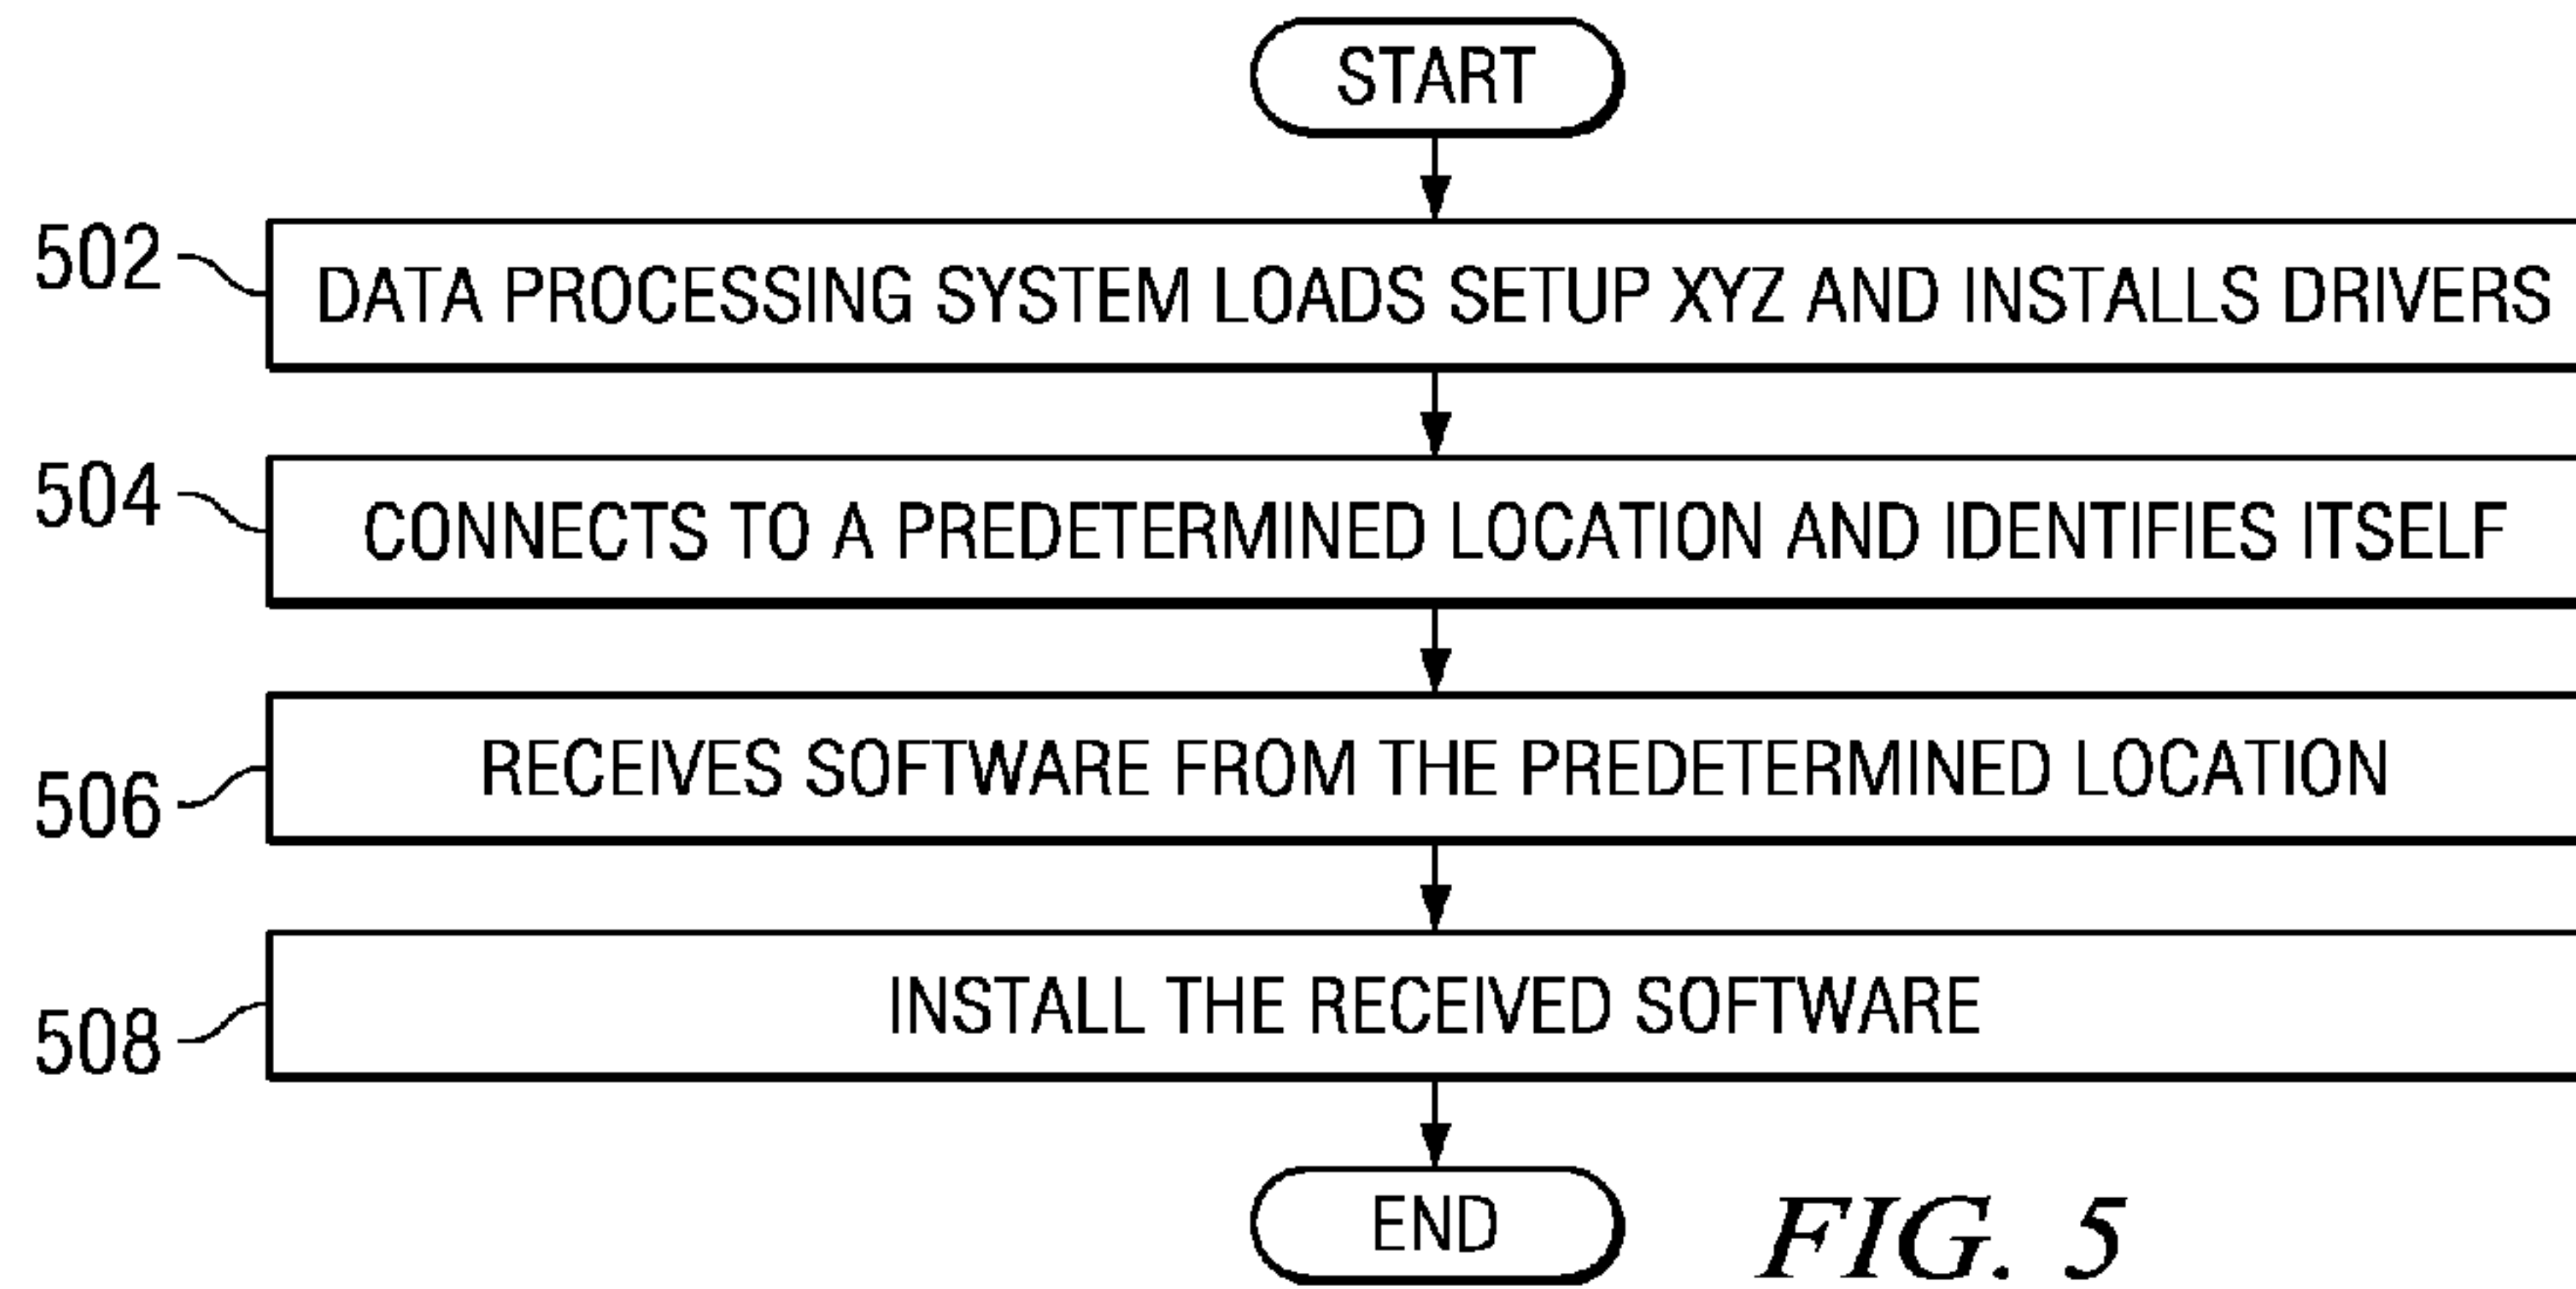 START
502
DATA PROCESSING SYSTEM LOADS SETUP XYZ AND INSTALLS DRIVERS
504
CONNECTS TO A PREDETERMINED LOCATION AND IDENTIFIES ITSELF
506
RECEIVES SOFTWARE FROM THE PREDETERMINED LOCATION
508
INSTALL THE RECEIVED SOFTWARE
END
FIG. 5